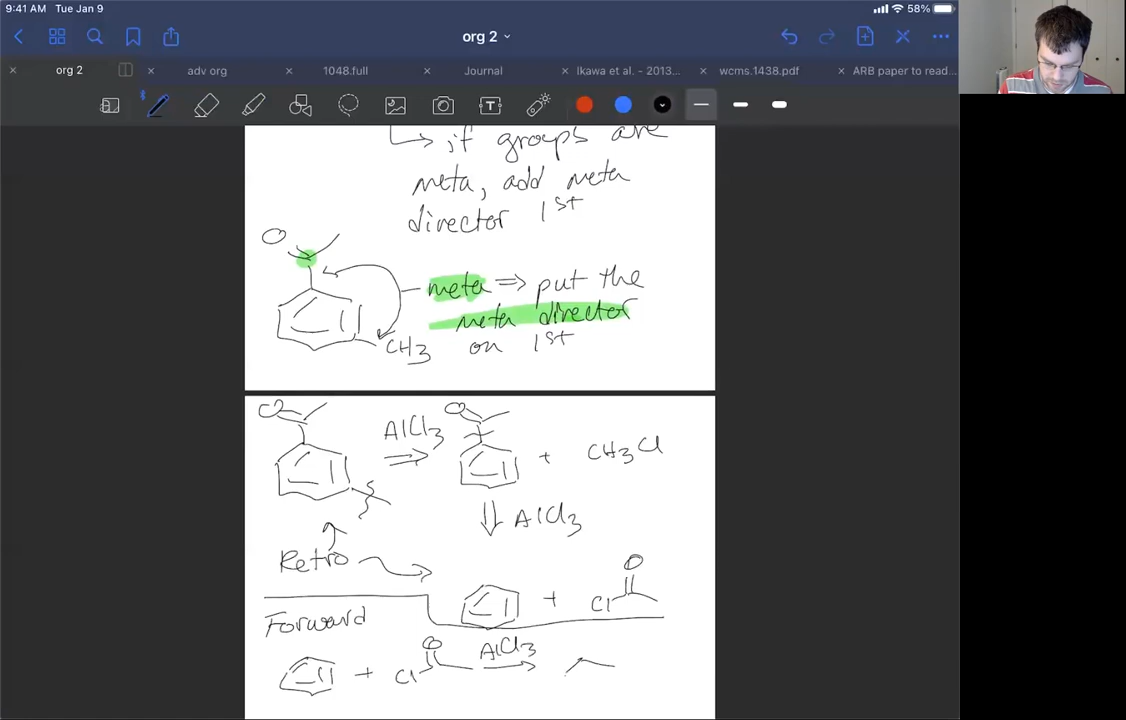 9:41 AM Tue Jan 9
58%
org 2
org 2
adv org
1048.full
Journal
Ikawa et al. - 2013...
wcms.1438.pdf
ARB paper to read...
↳ if groups are
meta, add meta
director 1st
O
meta => put the
meta director
on 1st
CH3
O
AlCl3
O
+ CH3Cl
AlCl3
Retro
O
+ Cl
Forward
O
AlCl3
+ Cl